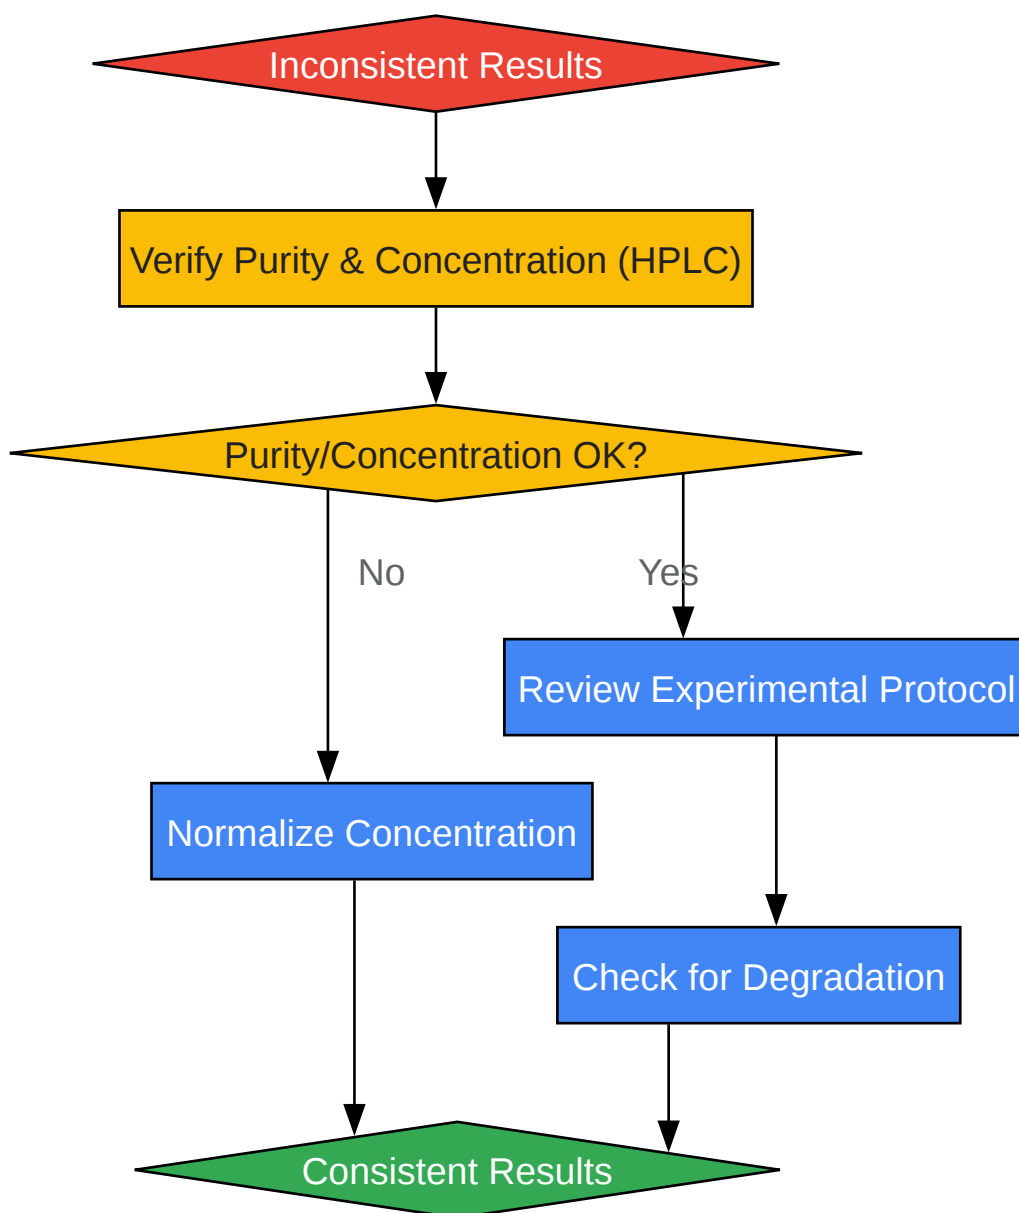 Inconsistent Results
Verify Purity & Concentration (HPLC)
Purity/Concentration OK?
No
Yes
Review Experimental Protocol
Normalize Concentration
Check for Degradation
Consistent Results